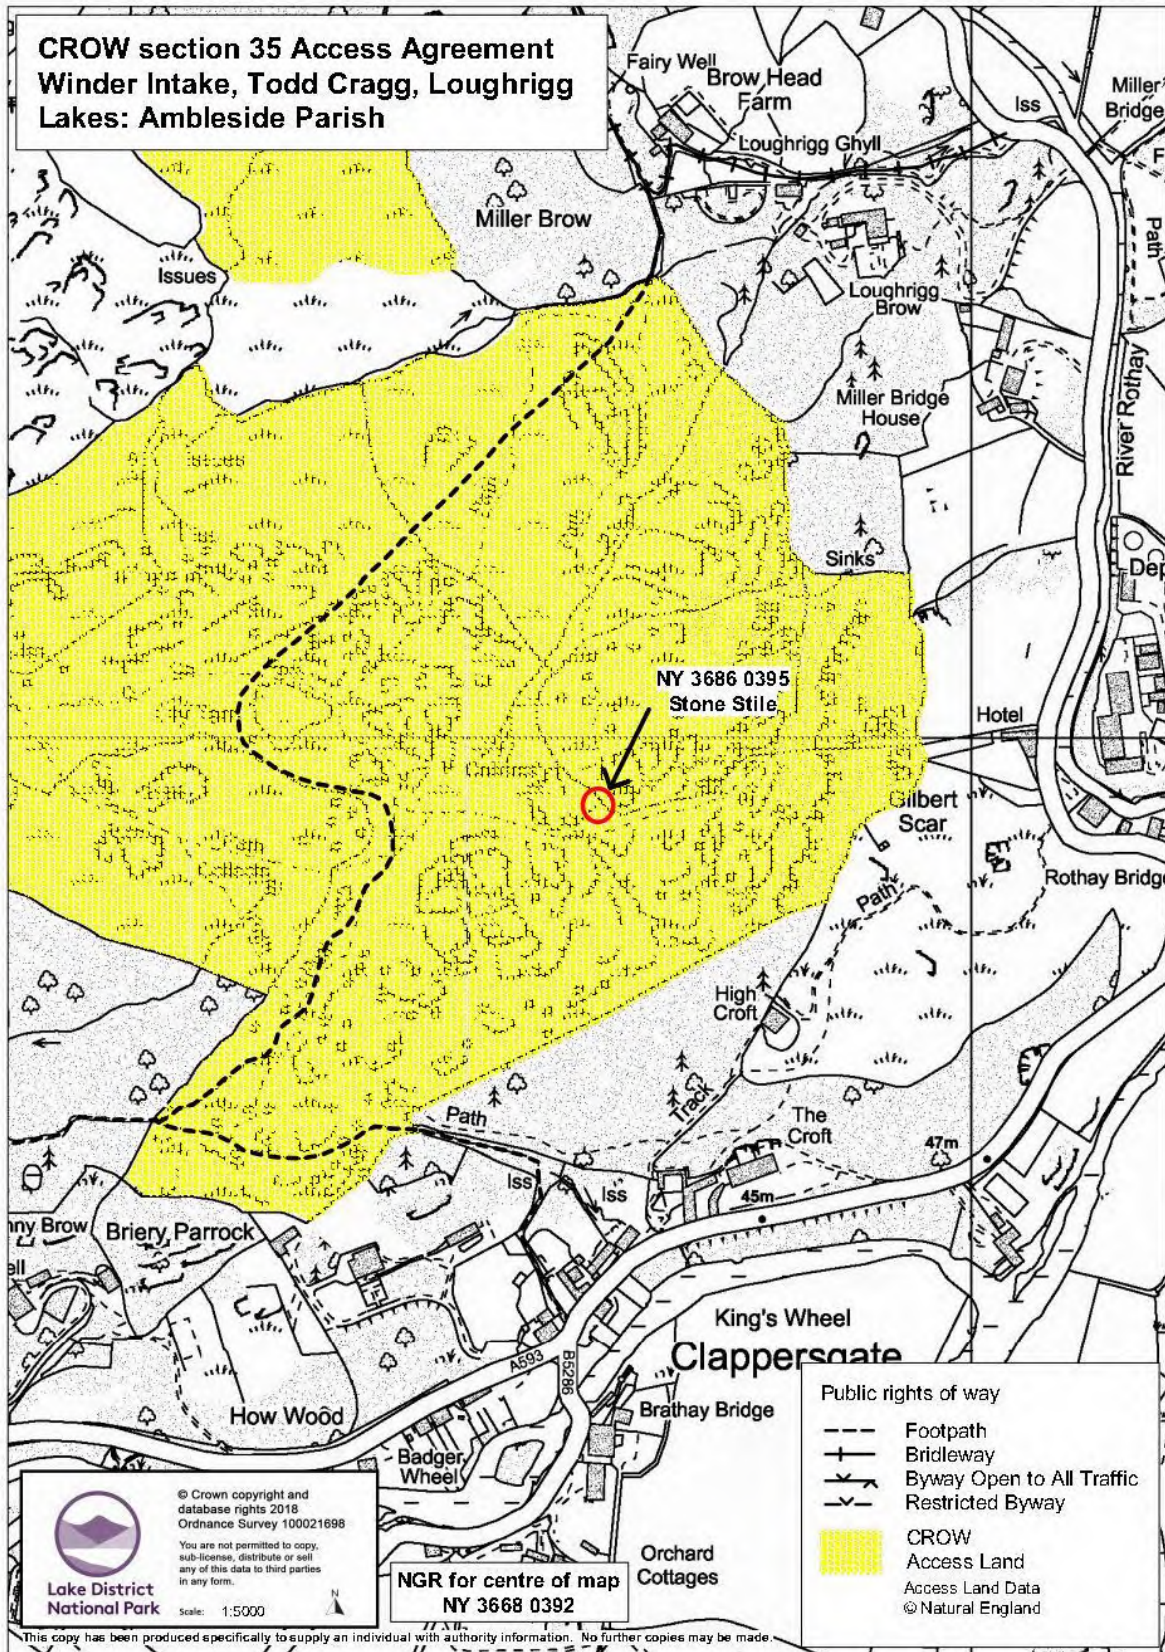 CROW section 35 Access Agreement
Winder Intake, Todd Cragg, Loughrigg
Lakes: Ambleside Parish
Fairy Well
Brow Head
Farm
Iss
Miller's
Bridge
Loughrigg Ghyll
Miller Brow
Path
Issues
Loughrigg
Brow
Miller Bridge
House
River Rothay
Sinks
Dep
NY 3686 0395
Stone Stile
Hotel
Gilbert
Scar
Rothay Bridge
Path
High
Croft
Path
Track
The
Croft
47m
Iss
Iss
45m
nny Brow
Briery Parrock
ell
King's Wheel
Clappersgate
A593
B5286
How Wood
Brathay Bridge
Badger
Wheel
Orchard
Cottages
Public rights of way
Footpath
Bridleway
Byway Open to All Traffic
Restricted Byway
CROW
Access Land
Access Land Data
© Natural England
© Crown copyright and
database rights 2018
Ordnance Survey 100021698
You are not permitted to copy,
sub-license, distribute or sell
any of this data to third parties
in any form.
Lake District
National Park
Scale: 1:5000
N
NGR for centre of map
NY 3668 0392
This copy has been produced specifically to supply an individual with authority information. No further copies may be made.